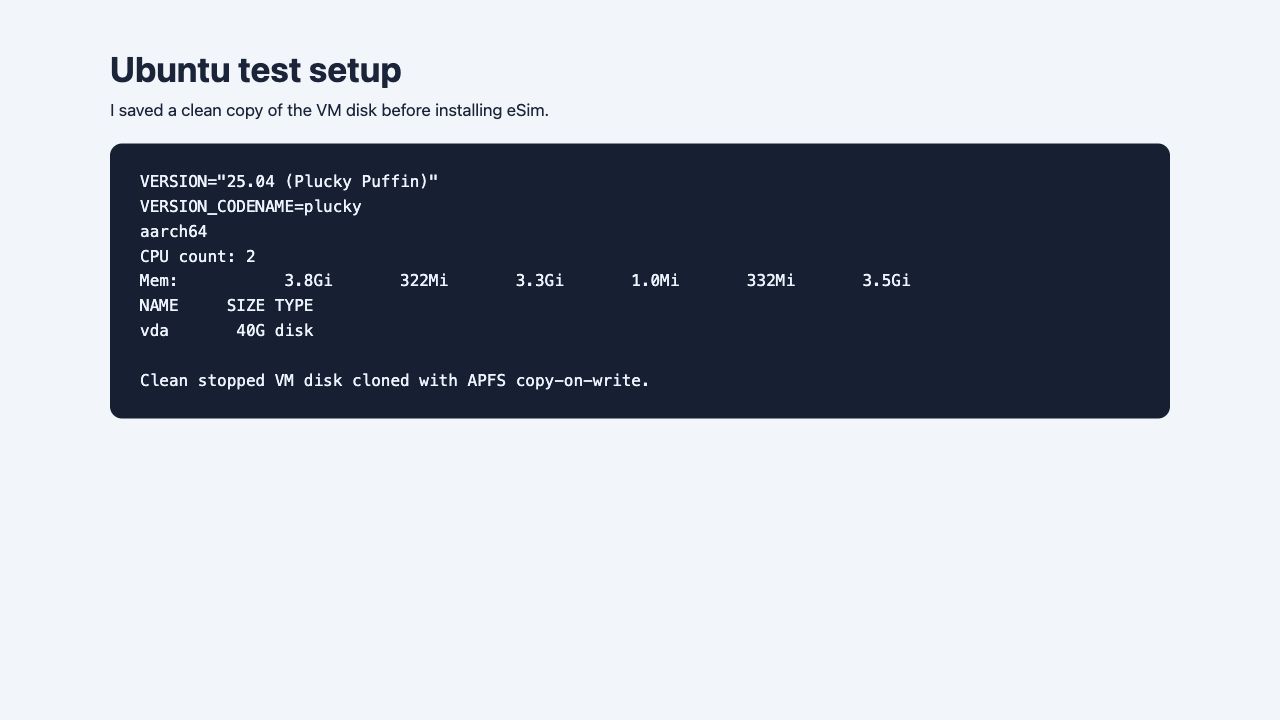 Ubuntu test setup
I saved a clean copy of the VM disk before installing eSim.
VERSION="25.04 (Plucky Puffin)"
VERSION_CODENAME=plucky
aarch64
CPU count: 2
Mem:           3.8Gi       322Mi       3.3Gi       1.0Mi       332Mi       3.5Gi
NAME     SIZE TYPE
vda       40G disk
Clean stopped VM disk cloned with APFS copy-on-write.